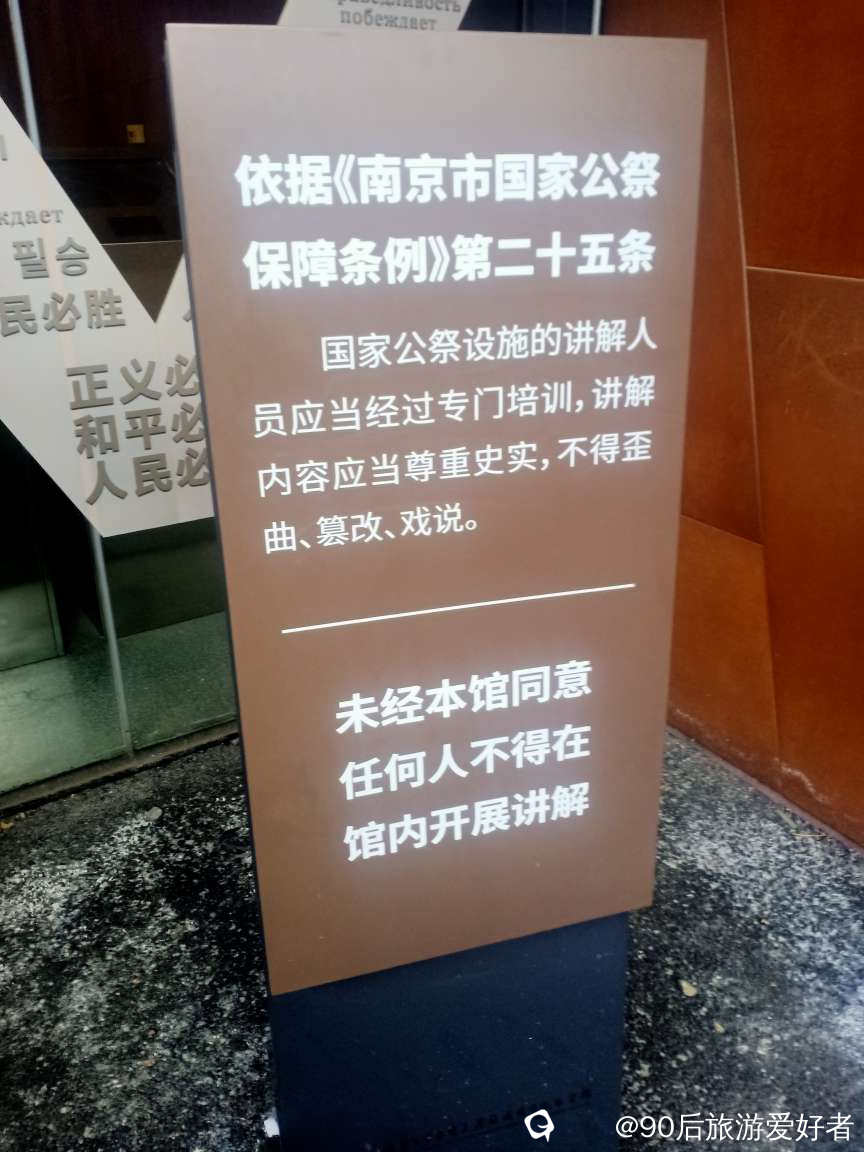 раведливость
побеждает
依据《南京市国家公祭
保障条例》第二十五条
国家公祭设施的讲解人
员应当经过专门培训，讲解
内容应当尊重史实，不得歪
曲、篡改、戏说。
未经本馆同意
任何人不得在
馆内开展讲解
ждает
필승
民必胜
正义必
和平必
人民必
@90后旅游爱好者